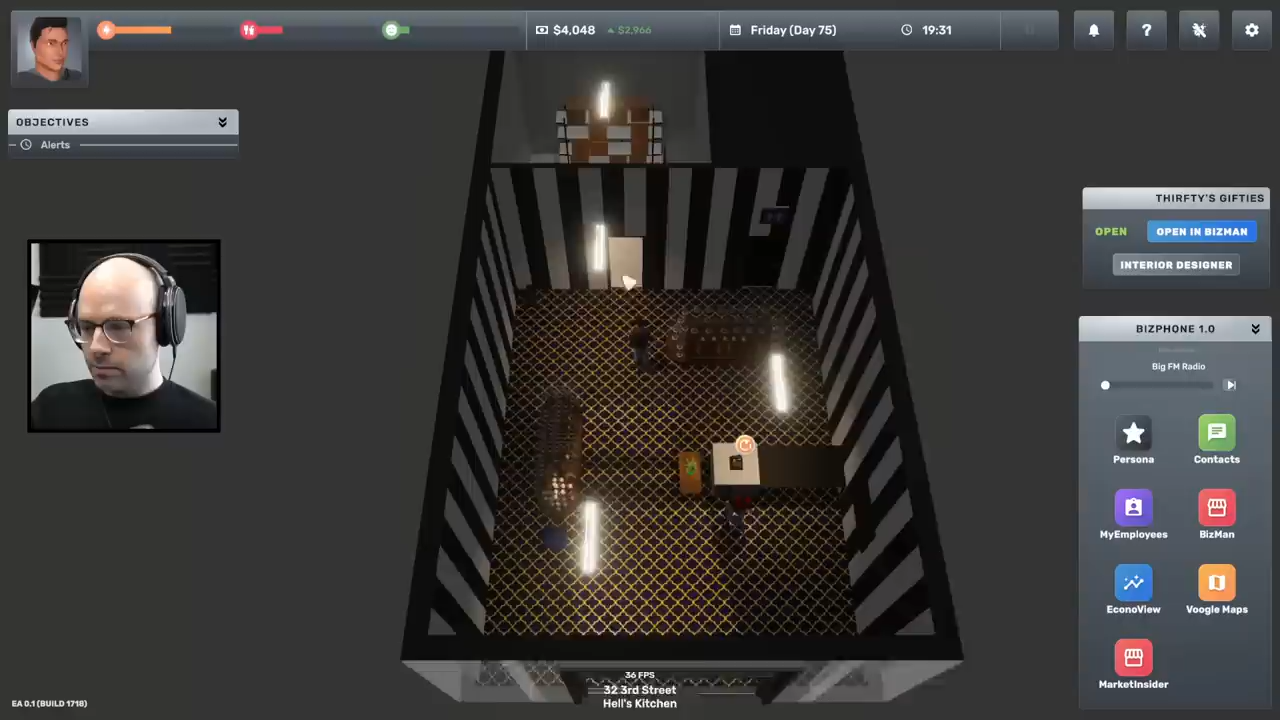 $4,048
$2,966
Friday (Day 75)
19:31
OBJECTIVES
Alerts
THIRFTY'S GIFTIES
OPEN
OPEN IN BIZMAN
INTERIOR DESIGNER
BIZPHONE 1.0
Big FM Radio
Persona
Contacts
MyEmployees
BizMan
EconoView
Voogle Maps
MarketInsider
36 FPS
32 3rd Street
Hell's Kitchen
EA 0.1 (BUILD 1718)